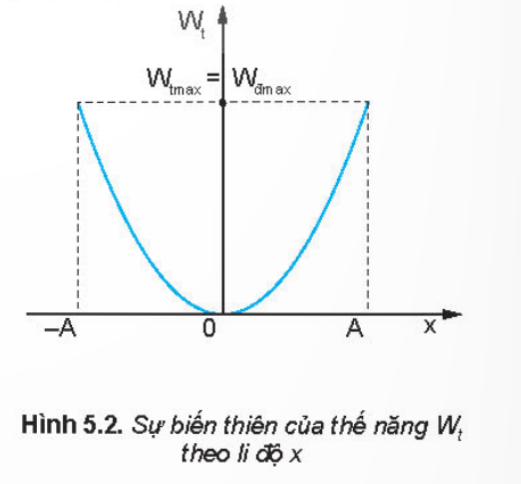 Wt
Wtmax = Wđmax
–A 0 A x
Hình 5.2. Sự biến thiên của thế năng Wt
theo li độ x